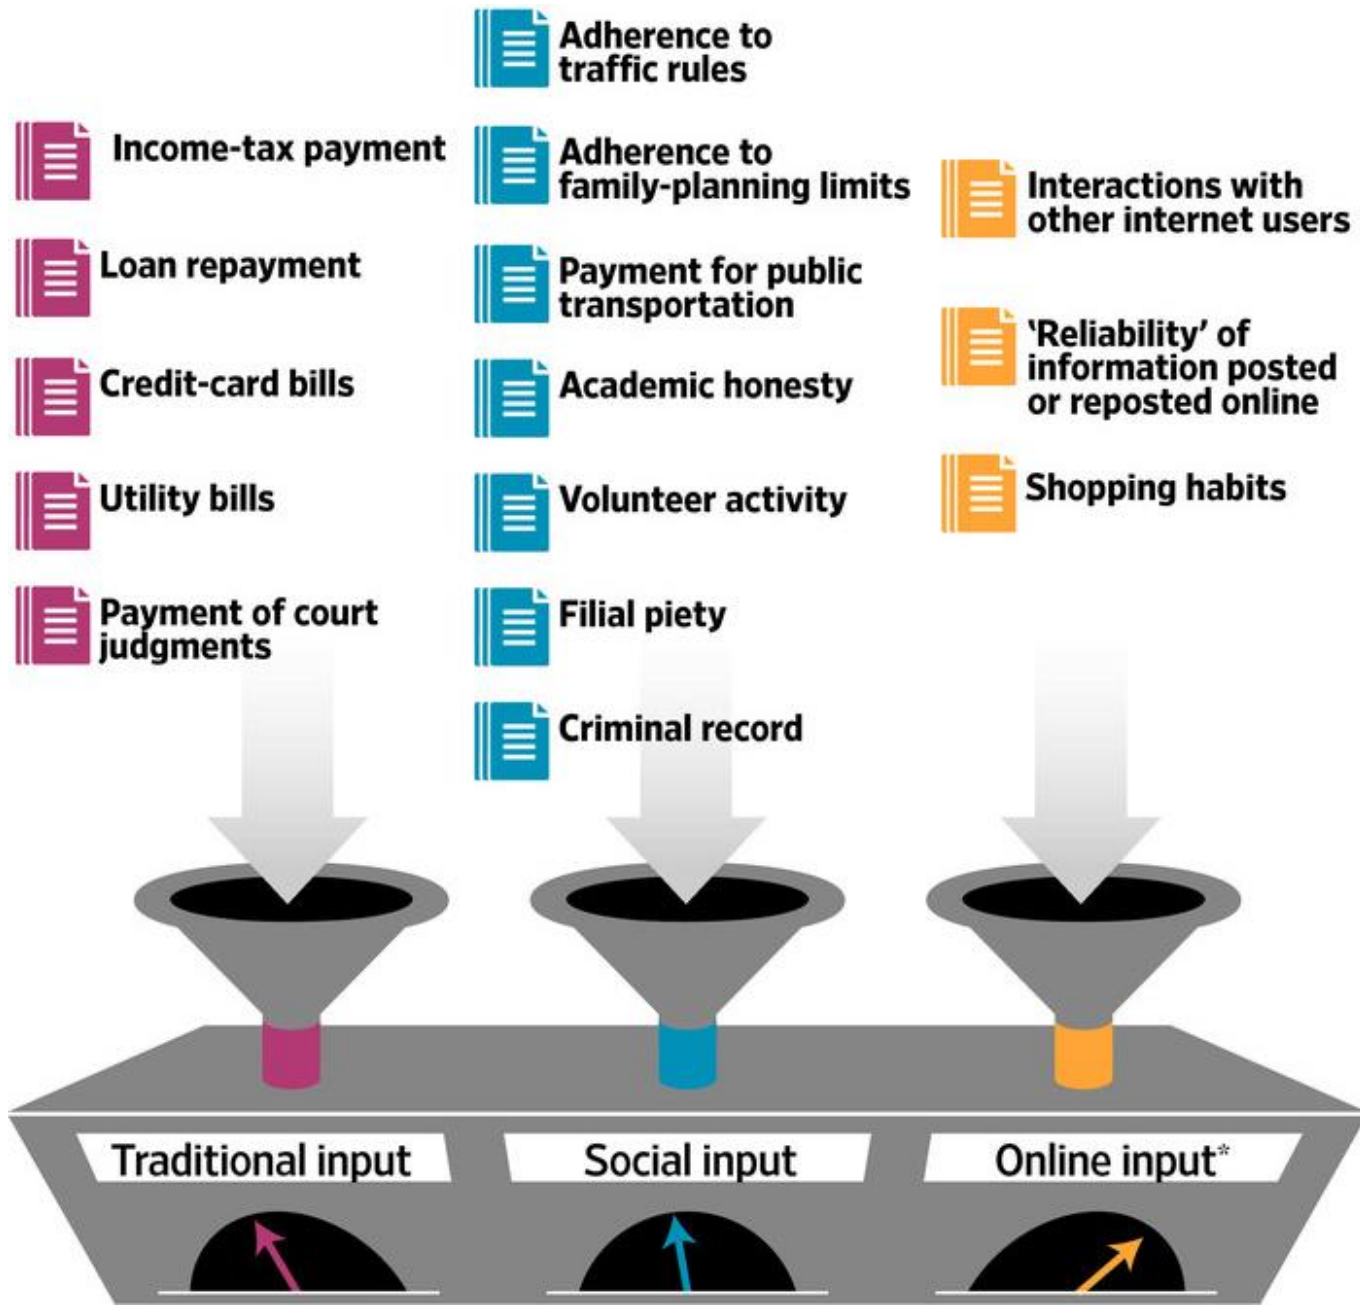 Income-tax payment
Loan repayment
Credit-card bills
Utility bills
Payment of court
judgments
Adherence to
traffic rules
Adherence to
family-planning limits
Payment for public
transportation
Academic honesty
Volunteer activity
Filial piety
Criminal record
Interactions with
other internet users
‘Reliability’ of
information posted
or reposted online
Shopping habits
Traditional input
Social input
Online input*